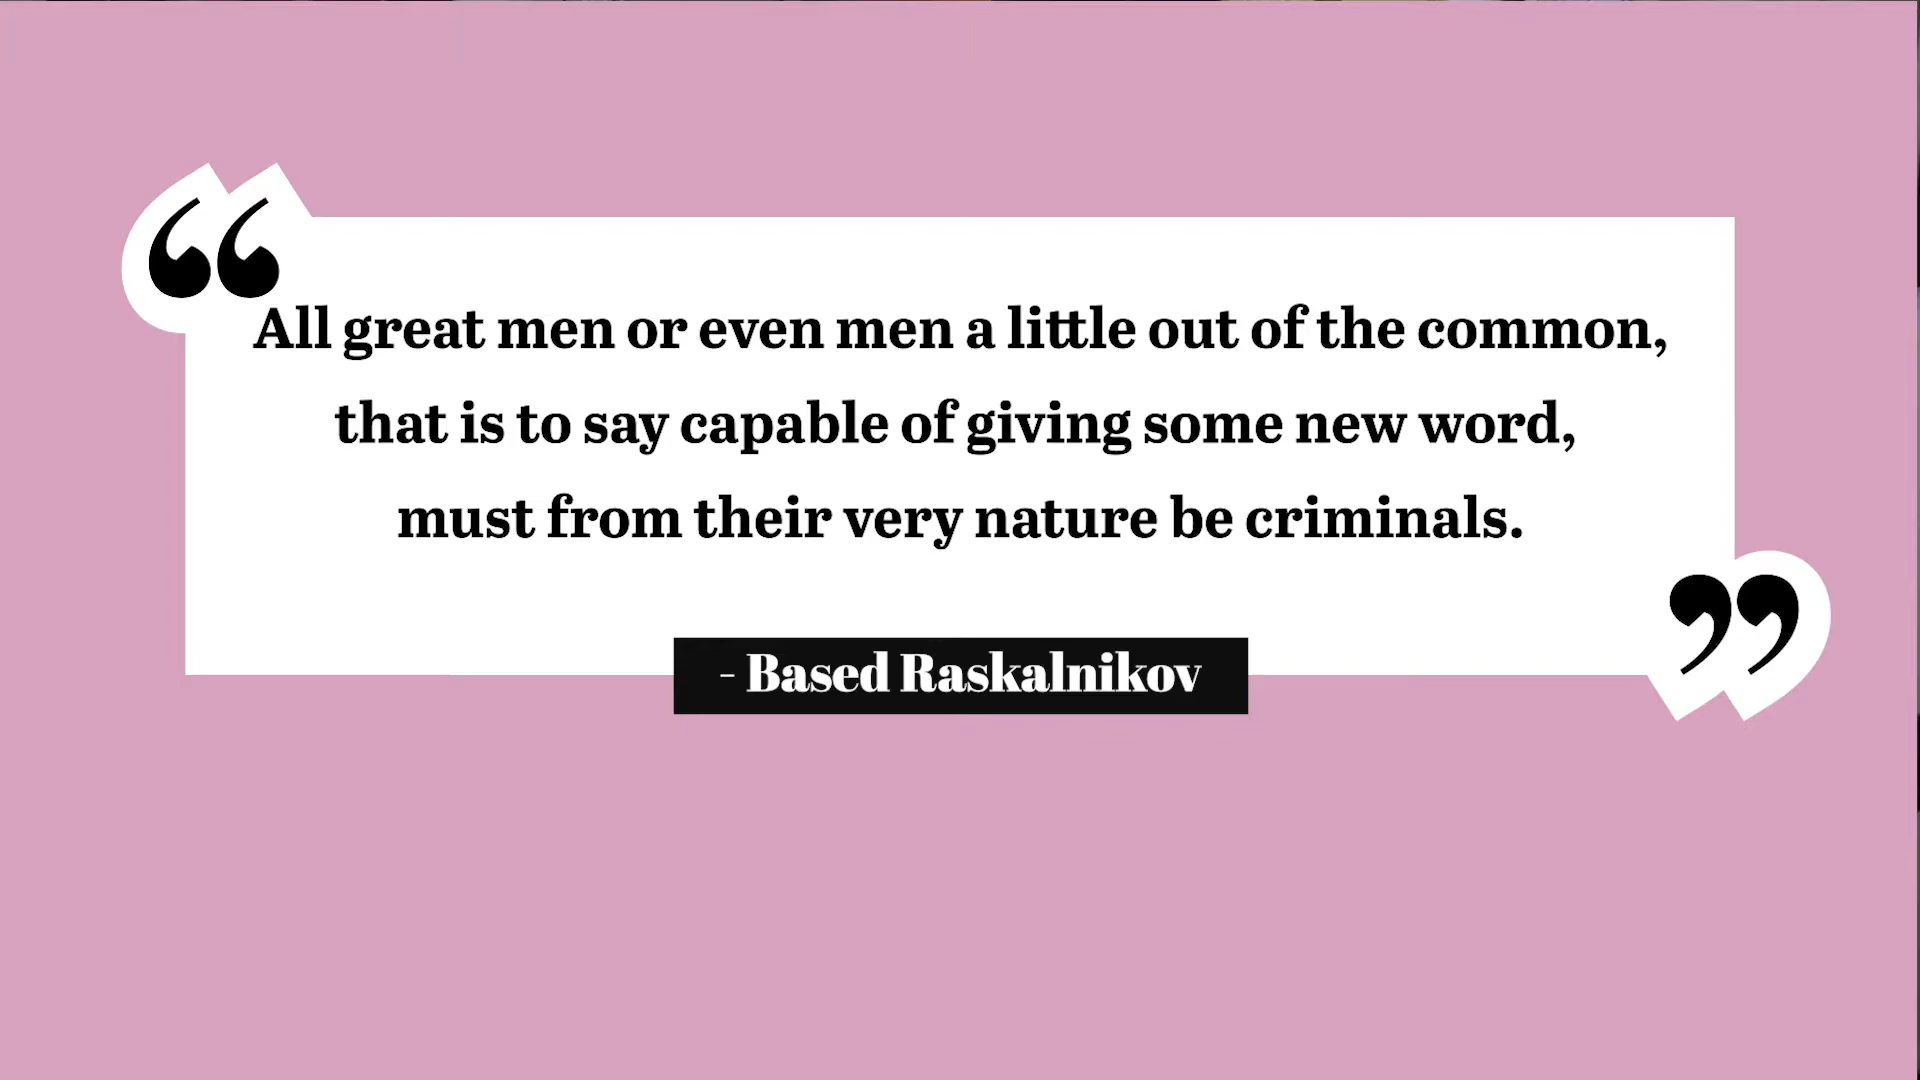 “All great men or even men a little out of the common,
that is to say capable of giving some new word,
must from their very nature be criminals.”
- Based Raskalnikov